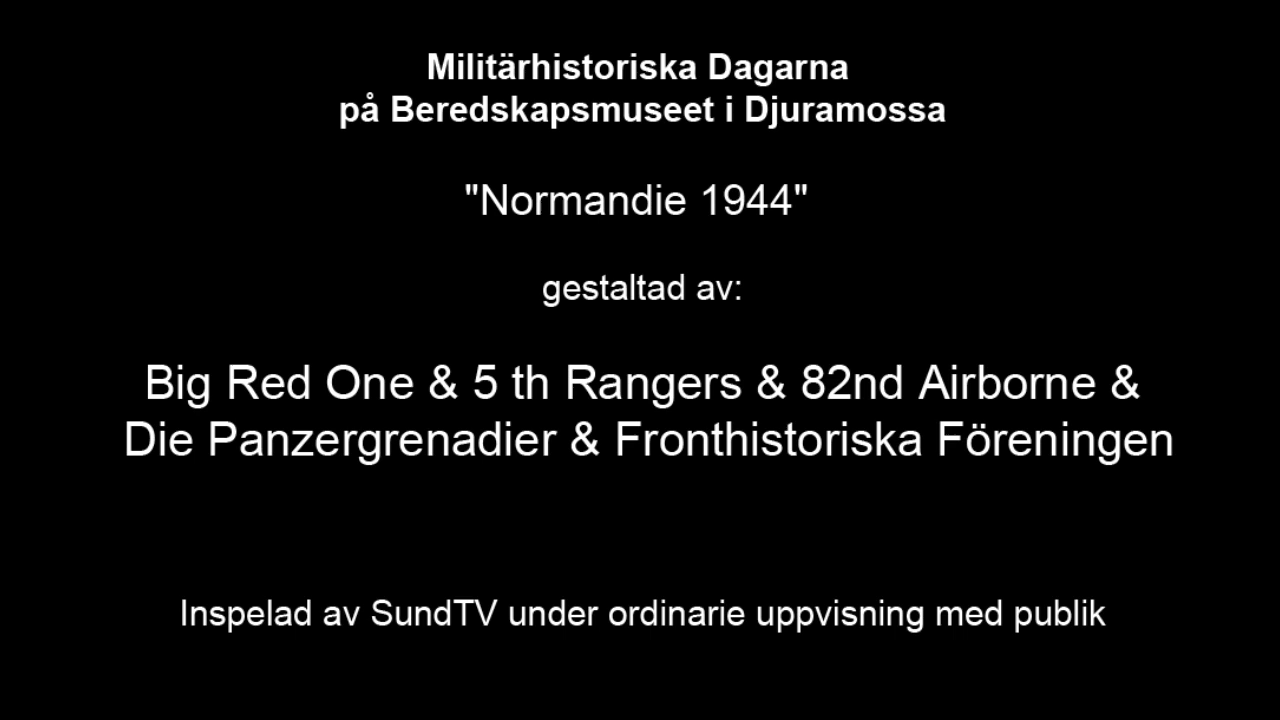 Militärhistoriska Dagarna
på Beredskapsmuseet i Djuramossa
"Normandie 1944"
gestaltad av:
Big Red One & 5 th Rangers & 82nd Airborne &
Die Panzergrenadier & Fronthistoriska Föreningen
Inspelad av SundTV under ordinarie uppvisning med publik